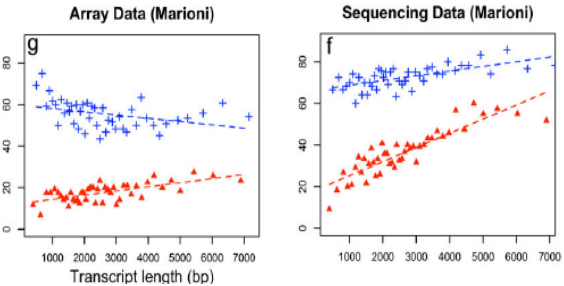 Array Data (Marioni)
Sequencing Data (Marioni)
g
f
80
60
40
20
0
80
60
40
20
0
1000 2000 3000 4000 5000 6000 7000
1000 2000 3000 4000 5000 6000 7000
Transcript length (bp)